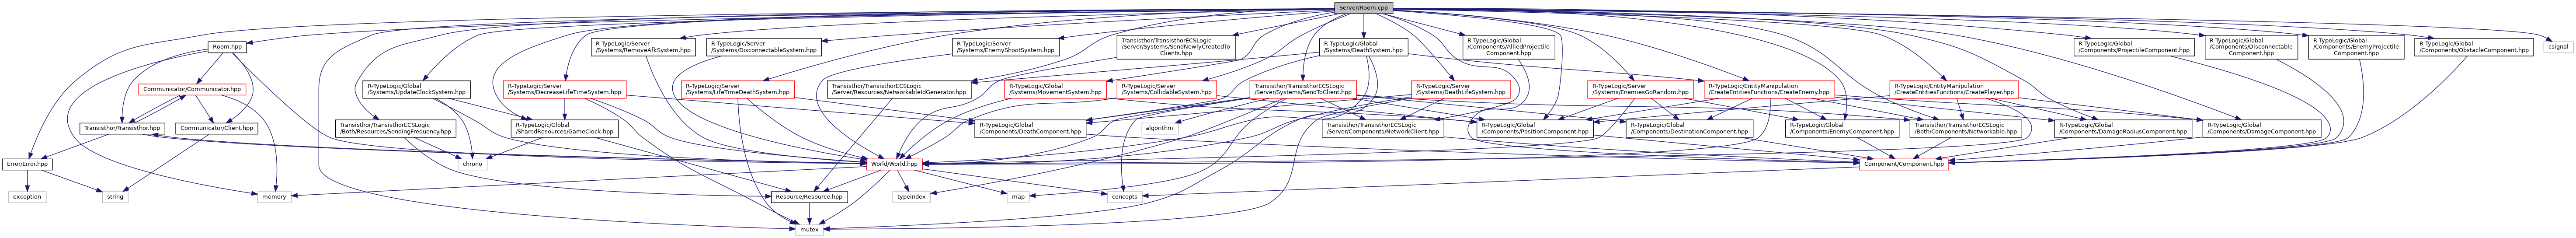 Server/Room.cpp
Room.hpp
R-TypeLogic/Server
/Systems/RemoveAfkSystem.hpp
R-TypeLogic/Server
/Systems/DisconnectableSystem.hpp
R-TypeLogic/Server
/Systems/EnemyShootSystem.hpp
Transisthor/TransisthorECSLogic
/Server/Systems/SendNewlyCreatedTo
Clients.hpp
R-TypeLogic/Global
/Systems/DeathSystem.hpp
R-TypeLogic/Global
/Components/AlliedProjectile
Component.hpp
R-TypeLogic/Global
/Components/ProjectileComponent.hpp
R-TypeLogic/Global
/Components/Disconnectable
Component.hpp
R-TypeLogic/Global
/Components/EnemyProjectile
Component.hpp
R-TypeLogic/Global
/Components/ObstacleComponent.hpp
csignal
Communicator/Communicator.hpp
R-TypeLogic/Global
/Systems/UpdateClockSystem.hpp
R-TypeLogic/Server
/Systems/DecreaseLifeTimeSystem.hpp
R-TypeLogic/Server
/Systems/LifeTimeDeathSystem.hpp
Transisthor/TransisthorECSLogic
/Server/Resources/NetworkableIdGenerator.hpp
R-TypeLogic/Global
/Systems/MovementSystem.hpp
R-TypeLogic/Server
/Systems/CollidableSystem.hpp
Transisthor/TransisthorECSLogic
/Server/Systems/SendToClient.hpp
R-TypeLogic/Server
/Systems/DeathLifeSystem.hpp
R-TypeLogic/Server
/Systems/EnemiesGoRandom.hpp
R-TypeLogic/EntityManipulation
/CreateEntitiesFunctions/CreateEnemy.hpp
R-TypeLogic/EntityManipulation
/CreateEntitiesFunctions/CreatePlayer.hpp
Transisthor/Transisthor.hpp
Communicator/Client.hpp
Transisthor/TransisthorECSLogic
/Both/Resources/SendingFrequency.hpp
R-TypeLogic/Global
/SharedResources/GameClock.hpp
R-TypeLogic/Global
/Components/DeathComponent.hpp
algorithm
Transisthor/TransisthorECSLogic
/Server/Components/NetworkClient.hpp
R-TypeLogic/Global
/Components/PositionComponent.hpp
R-TypeLogic/Global
/Components/DestinationComponent.hpp
R-TypeLogic/Global
/Components/EnemyComponent.hpp
Transisthor/TransisthorECSLogic
/Both/Components/Networkable.hpp
R-TypeLogic/Global
/Components/DamageRadiusComponent.hpp
R-TypeLogic/Global
/Components/DamageComponent.hpp
Error/Error.hpp
chrono
World/World.hpp
Component/Component.hpp
exception
string
memory
Resource/Resource.hpp
typeindex
map
concepts
mutex